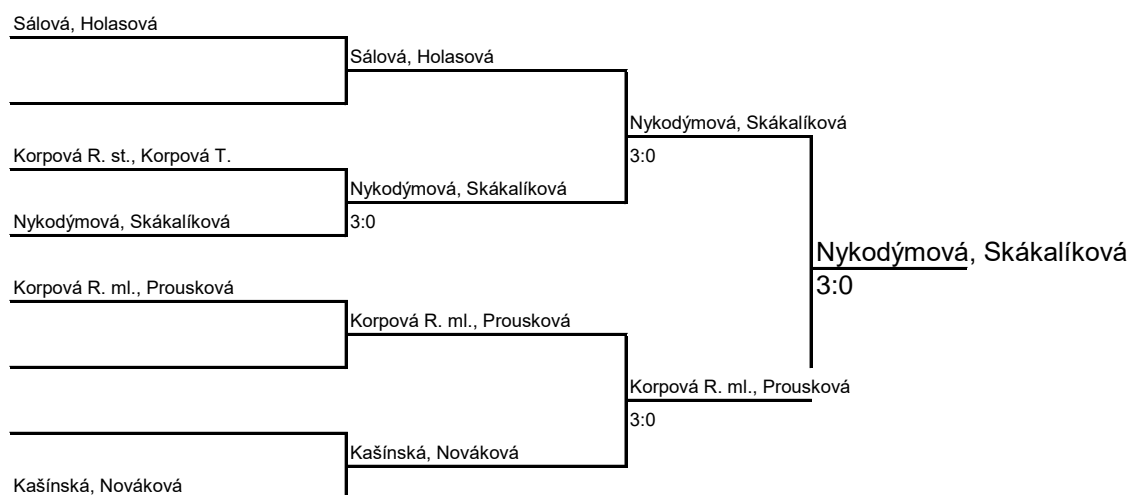 Sálová, Holasová
Sálová, Holasová
Nykodýmová, Skákalíková
Korpová R. st., Korpová T.
3:0
Nykodýmová, Skákalíková
Nykodýmová, Skákalíková
3:0
Nykodýmová, Skákalíková
Korpová R. ml., Prousková
3:0
Korpová R. ml., Prousková
Korpová R. ml., Prousková
3:0
Kašínská, Nováková
Kašínská, Nováková